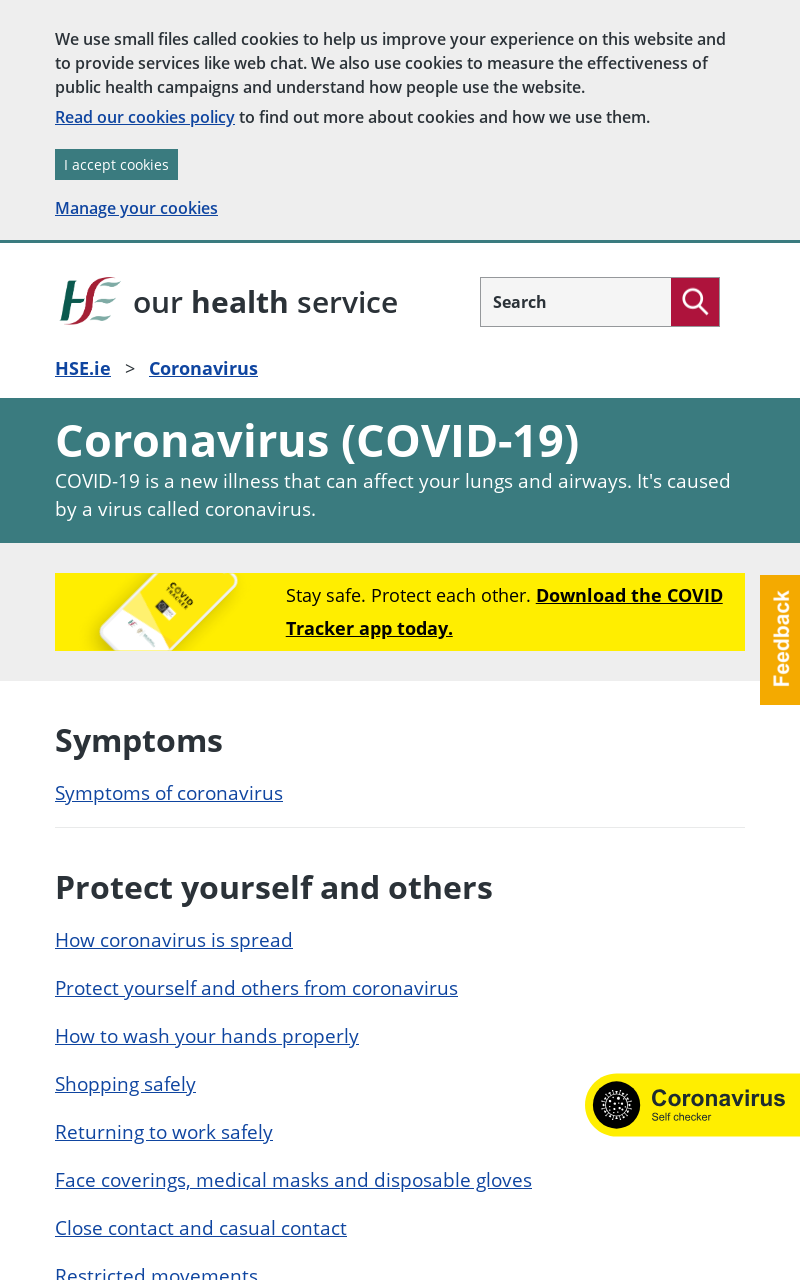 We use small files called cookies to help us improve your experience on this website and
to provide services like web chat. We also use cookies to measure the effectiveness of
public health campaigns and understand how people use the website.
Read our cookies policy to find out more about cookies and how we use them.
I accept cookies
Manage your cookies
HSE our health service
Search
HSE.ie > Coronavirus
Coronavirus (COVID-19)
COVID-19 is a new illness that can affect your lungs and airways. It's caused
by a virus called coronavirus.
COVID
TRACKER
Stay safe. Protect each other. Download the COVID
Tracker app today.
Feedback
Symptoms
Symptoms of coronavirus
Protect yourself and others
How coronavirus is spread
Protect yourself and others from coronavirus
How to wash your hands properly
Shopping safely
Coronavirus
Self checker
Returning to work safely
Face coverings, medical masks and disposable gloves
Close contact and casual contact
Restricted movements